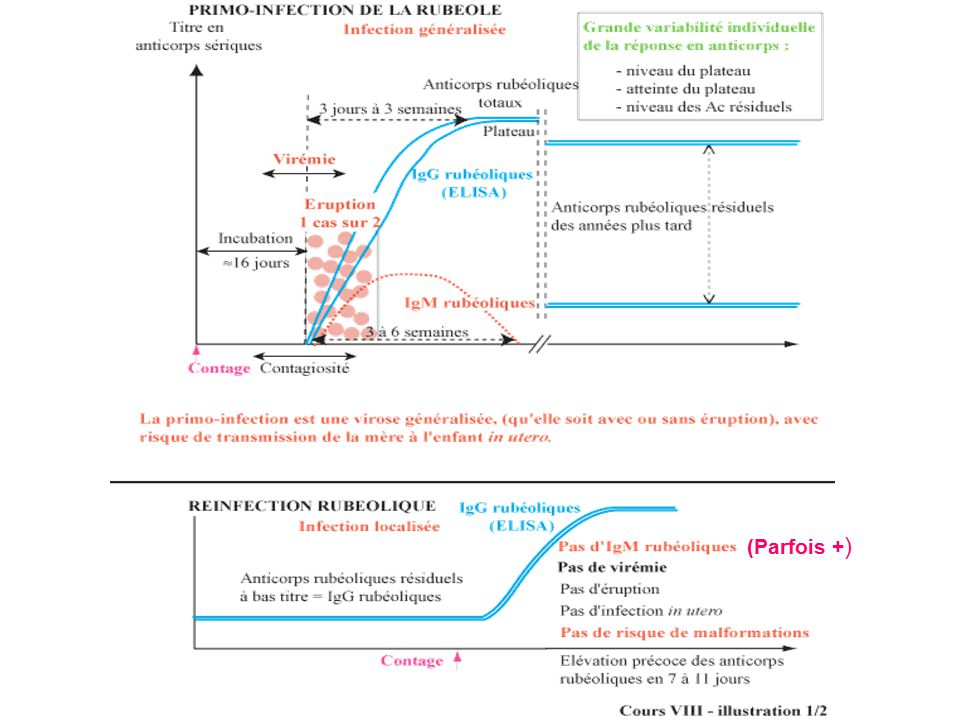 PRIMO-INFECTION DE LA RUBEOLE
Titre en
anticorps sériques
Infection généralisée
Grande variabilité individuelle
de la réponse en anticorps :
- niveau du plateau
- atteinte du plateau
- niveau des Ac résiduels
Anticorps rubéoliques
totaux
3 jours à 3 semaines
Plateau
Virémie
IgG rubéoliques
(ELISA)
Eruption
1 cas sur 2
Anticorps rubéoliques résiduels
des années plus tard
Incubation
≈16 jours
IgM rubéoliques
3 à 6 semaines
Contage
Contagiosité
La primo-infection est une virose généralisée, (qu'elle soit avec ou sans éruption), avec
risque de transmission de la mère à l'enfant in utero.
REINFECTION RUBEOLIQUE
Infection localisée
IgG rubéoliques
(ELISA)
Pas d'IgM rubéoliques (Parfois +)
Pas de virémie
Anticorps rubéoliques résiduels
à bas titre = IgG rubéoliques
Pas d'éruption
Pas d'infection in utero
Pas de risque de malformations
Contage
Elévation précoce des anticorps
rubéoliques en 7 à 11 jours
Cours VIII - illustration 1/2